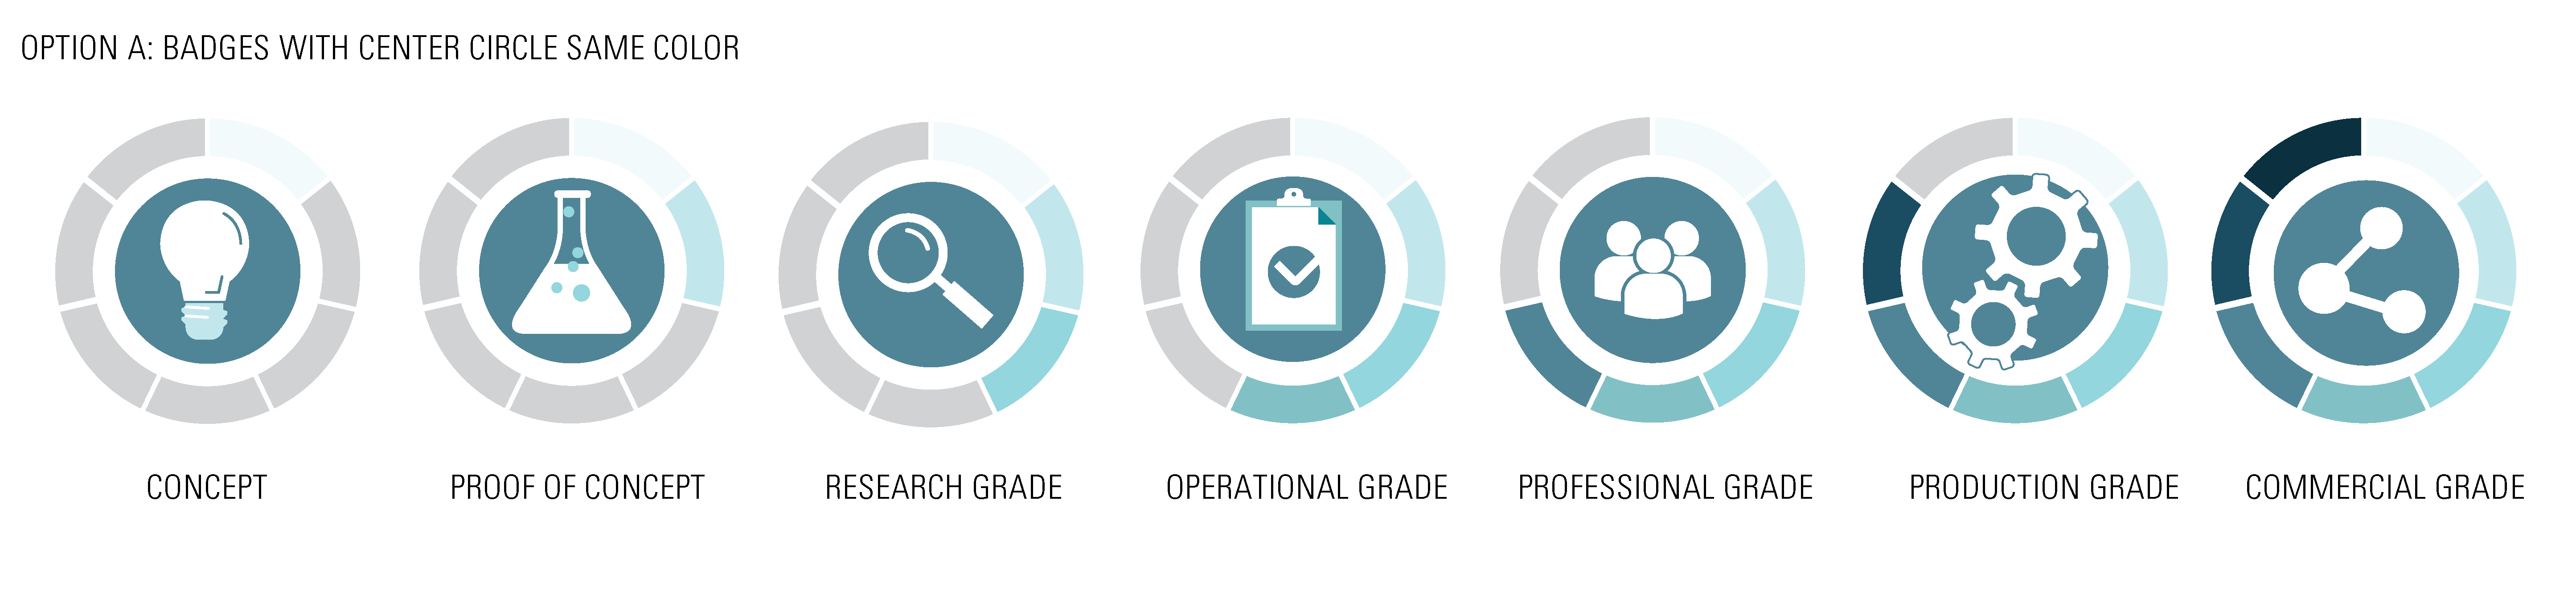 OPTION A: BADGES WITH CENTER CIRCLE SAME COLOR
CONCEPT
PROOF OF CONCEPT
RESEARCH GRADE
OPERATIONAL GRADE
PROFESSIONAL GRADE
PRODUCTION GRADE
COMMERCIAL GRADE